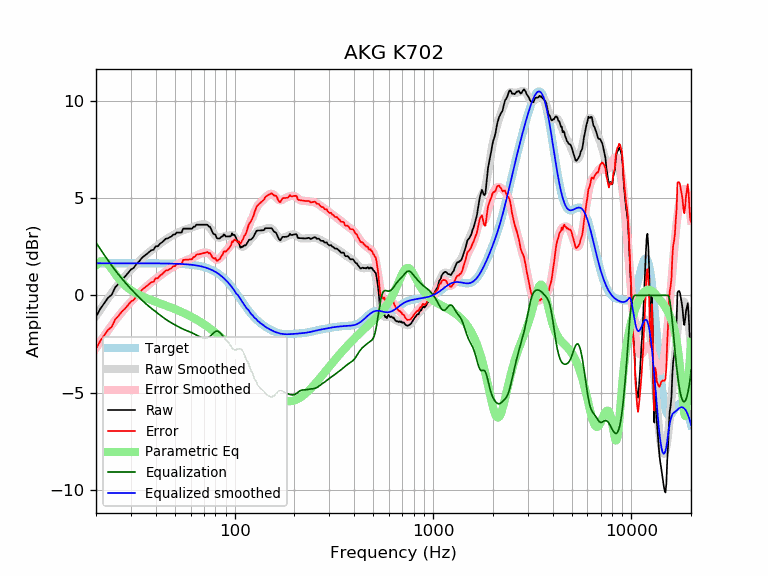 AKG K702
Amplitude (dBr)
10
5
0
−5
−10
Target
Raw Smoothed
Error Smoothed
Raw
Error
Parametric Eq
Equalization
Equalized smoothed
100
1000
10000
Frequency (Hz)